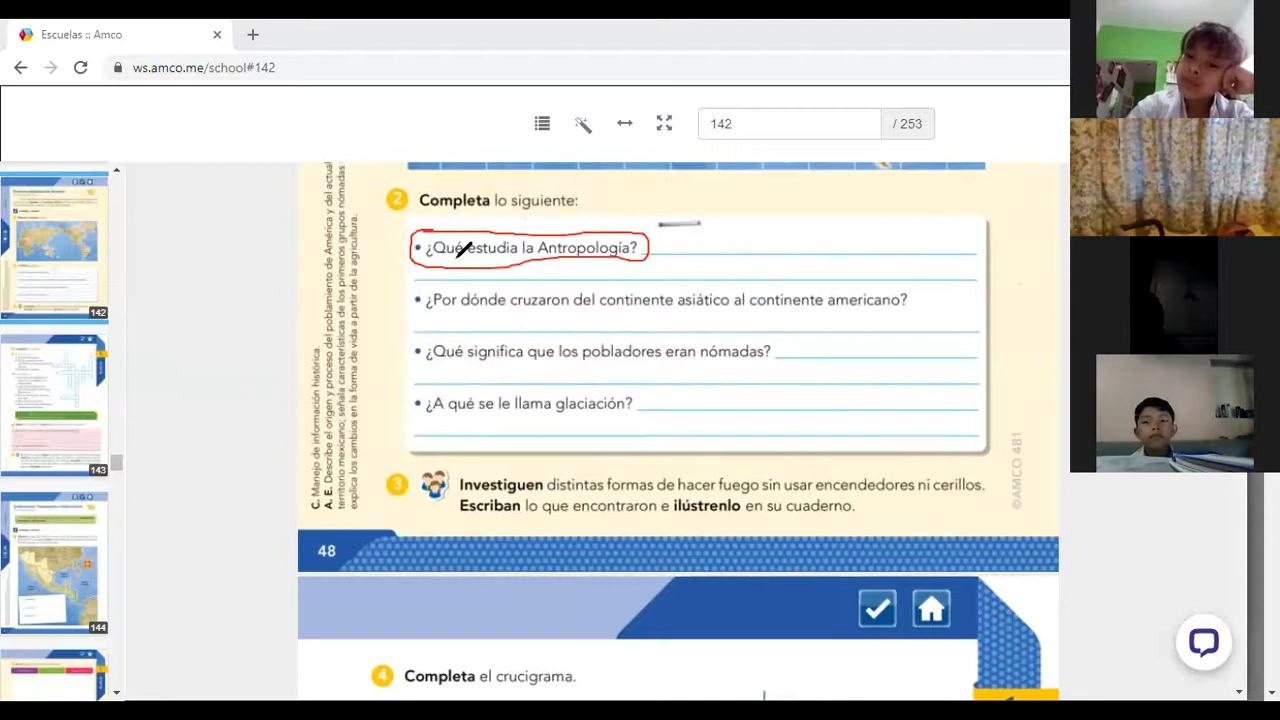 Escuelas :: Amco
ws.amco.me/school#142
142 / 253
142
143
144
C. Manejo de información histórica.
A. E. Describe el origen y proceso del poblamiento de América y del actual
territorio mexicano; señala características de los primeros grupos nómadas
explica los cambios en la forma de vida a partir de la agricultura.
2 Completa lo siguiente:
• ¿Qué estudia la Antropología?
• ¿Por dónde cruzaron del continente asiático al continente americano?
• ¿Qué significa que los pobladores eran nómadas?
• ¿A qué se le llama glaciación?
3 Investiguen distintas formas de hacer fuego sin usar encendedores ni cerillos.
Escriban lo que encontraron e ilústrenlo en su cuaderno.
©AMCO 4B1
48
4 Completa el crucigrama.